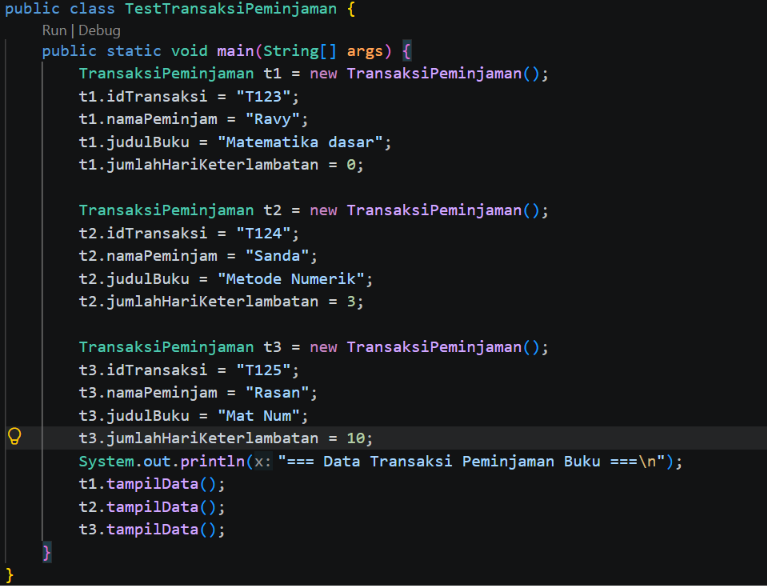 public class TestTransaksiPeminjaman {
Run | Debug
public static void main(String[] args) {
TransaksiPeminjaman t1 = new TransaksiPeminjaman();
t1.idTransaksi = "T123";
t1.namaPeminjam = "Ravy";
t1.judulBuku = "Matematika dasar";
t1.jumlahHariKeterlambatan = 0;
TransaksiPeminjaman t2 = new TransaksiPeminjaman();
t2.idTransaksi = "T124";
t2.namaPeminjam = "Sanda";
t2.judulBuku = "Metode Numerik";
t2.jumlahHariKeterlambatan = 3;
TransaksiPeminjaman t3 = new TransaksiPeminjaman();
t3.idTransaksi = "T125";
t3.namaPeminjam = "Rasan";
t3.judulBuku = "Mat Num";
t3.jumlahHariKeterlambatan = 10;
System.out.println(x: "=== Data Transaksi Peminjaman Buku ===\n");
t1.tampilData();
t2.tampilData();
t3.tampilData();
}
}